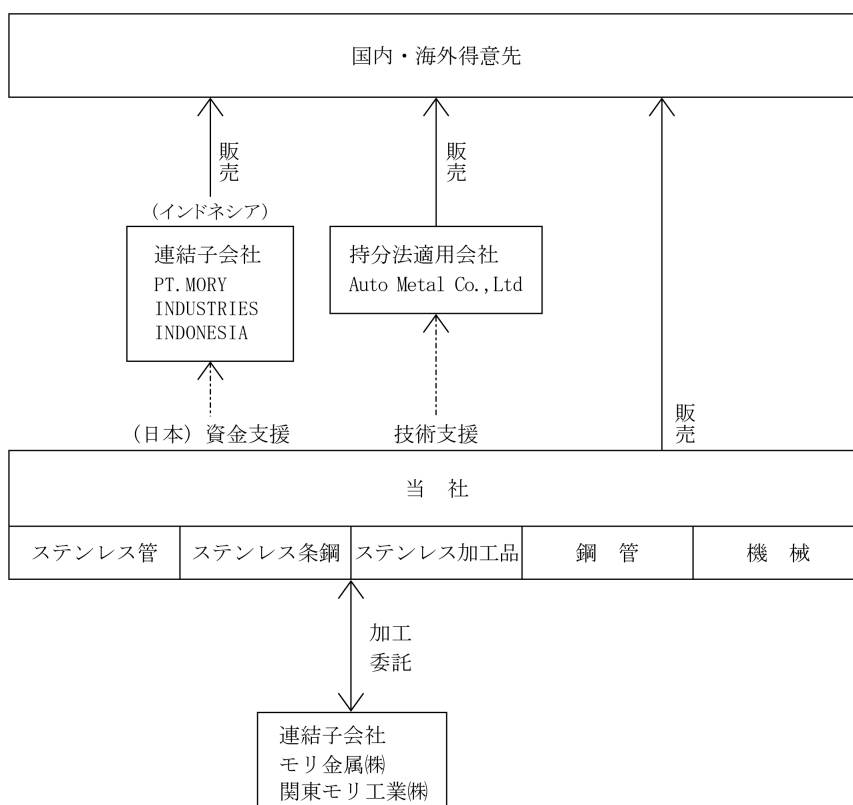 国内・海外得意先
販売
販売
(インドネシア)
連結子会社
PT.MORY
INDUSTRIES
INDONESIA
持分法適用会社
Auto Metal Co.,Ltd
販売
(日本) 資金支援
技術支援
当 社
ステンレス管
ステンレス条鋼
ステンレス加工品
鋼 管
機 械
加工
委託
連結子会社
モリ金属㈱
関東モリ工業㈱